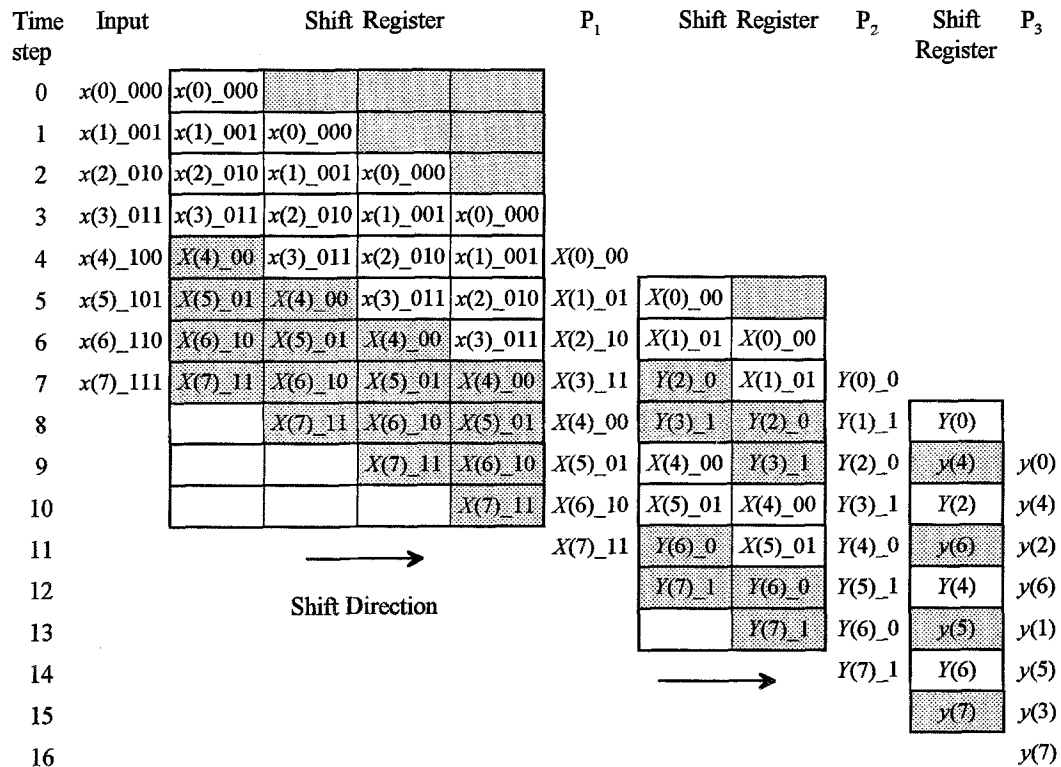 Time Input Shift Register P1 Shift Register P2 Shift P3
step Register
0 x(0)_000 x(0)_000
1 x(1)_001 x(1)_001 x(0)_000
2 x(2)_010 x(2)_010 x(1)_001 x(0)_000
3 x(3)_011 x(3)_011 x(2)_010 x(1)_001 x(0)_000
4 x(4)_100 X(4)_00 x(3)_011 x(2)_010 x(1)_001 X(0)_00
5 x(5)_101 X(5)_01 X(4)_00 x(3)_011 x(2)_010 X(1)_01 X(0)_00
6 x(6)_110 X(6)_10 X(5)_01 X(4)_00 x(3)_011 X(2)_10 X(1)_01 X(0)_00
7 x(7)_111 X(7)_11 X(6)_10 X(5)_01 X(4)_00 X(3)_11 Y(2)_0 X(1)_01 Y(0)_0
8 X(7)_11 X(6)_10 X(5)_01 X(4)_00 Y(3)_1 Y(2)_0 Y(1)_1 Y(0)
9 X(7)_11 X(6)_10 X(5)_01 X(4)_00 Y(3)_1 Y(2)_0 y(4) y(0)
10 X(7)_11 X(6)_10 X(5)_01 X(4)_00 Y(3)_1 Y(2) y(4)
11 X(7)_11 Y(6)_0 X(5)_01 Y(4)_0 y(6) y(2)
12 Y(7)_1 Y(6)_0 Y(5)_1 Y(4) y(6)
Shift Direction
13 Y(7)_1 Y(6)_0 y(5) y(1)
14 Y(7)_1 Y(6) y(5)
15 y(7) y(3)
16 y(7)